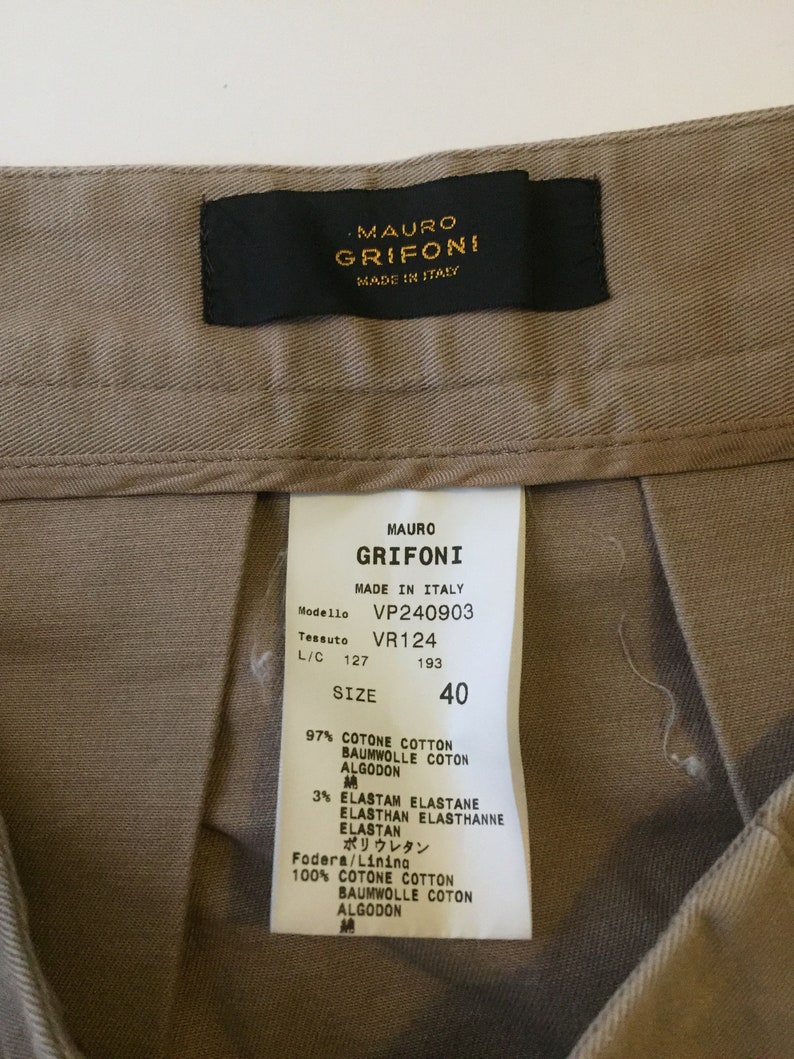 MAURO
GRIFONI
MADE IN ITALY
MAURO
GRIFONI
MADE IN ITALY
Modello VP240903
Tessuto VR124
L/C 127 193
SIZE 40
97% COTONE COTTON
BAUMWOLLE COTON
ALGODON
綿
3% ELASTAM ELASTANE
ELASTHAN ELASTHANNE
ELASTAN
ポリウレタン
Fodera/Lining
100% COTONE COTTON
BAUMWOLLE COTON
ALGODON
綿